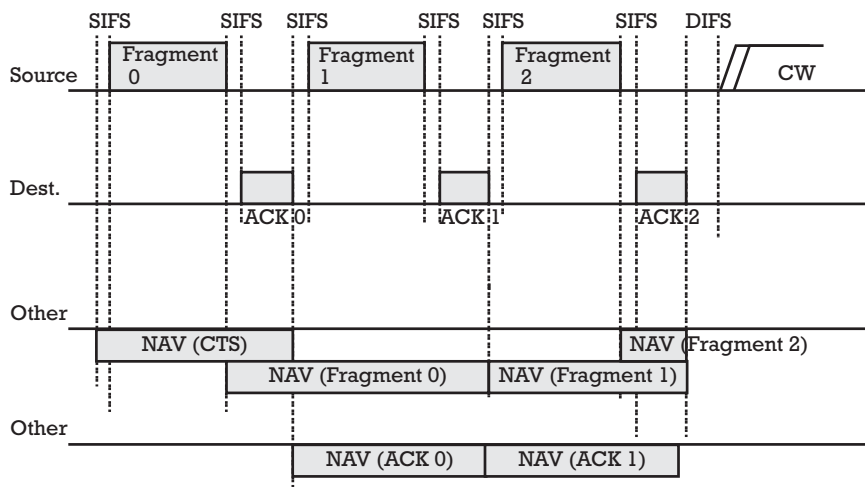 SIFS SIFS SIFS SIFS SIFS SIFS DIFS
Source
Fragment
0
Fragment
1
Fragment
2
CW
Dest.
ACK 0
ACK 1
ACK 2
Other
NAV (CTS)
NAV (Fragment 2)
NAV (Fragment 0)
NAV (Fragment 1)
Other
NAV (ACK 0)
NAV (ACK 1)